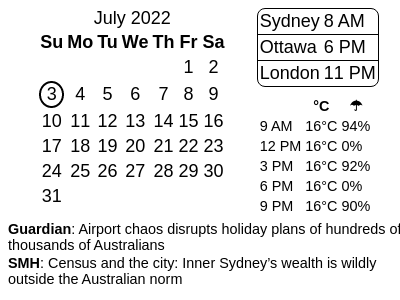 July 2022
Su Mo Tu We Th Fr Sa
1 2
3 4 5 6 7 8 9
10 11 12 13 14 15 16
17 18 19 20 21 22 23
24 25 26 27 28 29 30
31
Sydney 8 AM
Ottawa 6 PM
London 11 PM
°C ☂
9 AM 16°C 94%
12 PM 16°C 0%
3 PM 16°C 92%
6 PM 16°C 0%
9 PM 16°C 90%
Guardian: Airport chaos disrupts holiday plans of hundreds of
thousands of Australians
SMH: Census and the city: Inner Sydney’s wealth is wildly
outside the Australian norm